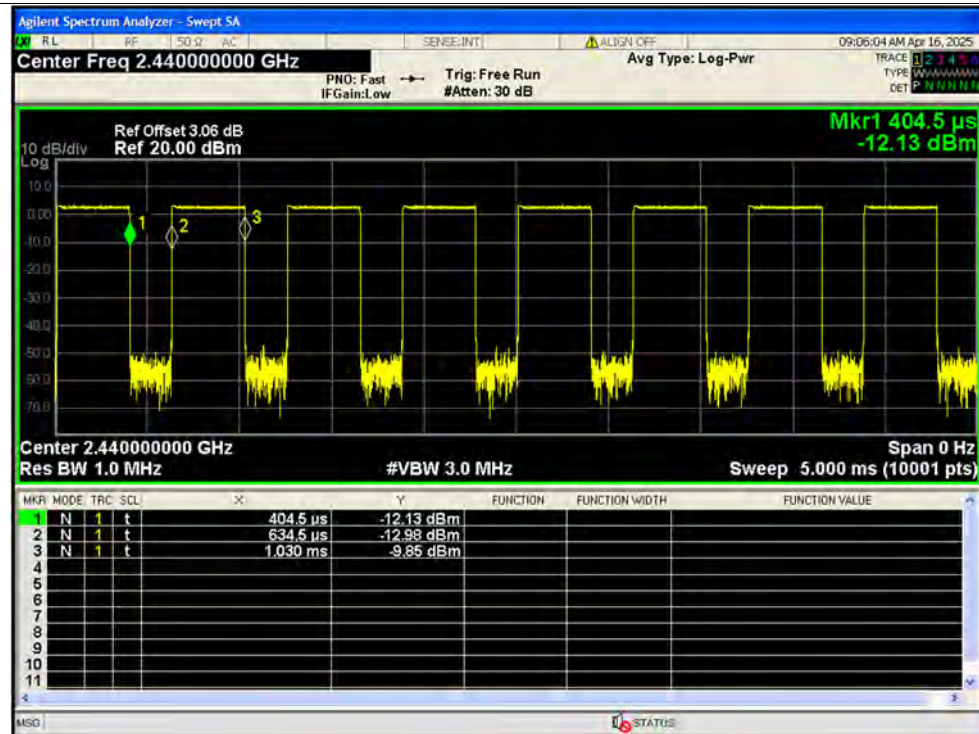 Agilent Spectrum Analyzer - Swept SA
RL RF 50 Ω AC SENSE:INT ALIGN OFF 09:06:04 AM Apr 16, 2025
Center Freq 2.440000000 GHz
Avg Type: Log-Pwr
TRACE 1 2 3 4 5 6
PNO: Fast
Trig: Free Run
TYPE
IFGain:Low
#Atten: 30 dB
DET P N N N N N
Mkr1 404.5 µs
-12.13 dBm
Ref Offset 3.06 dB
10 dB/div Ref 20.00 dBm
Log
10.0
0.00
-10.0
-20.0
-30.0
-40.0
-50.0
-60.0
-70.0
1
2
3
Center 2.440000000 GHz Span 0 Hz
Res BW 1.0 MHz #VBW 3.0 MHz Sweep 5.000 ms (10001 pts)
MKR MODE TRC SCL X Y FUNCTION FUNCTION WIDTH FUNCTION VALUE
1 N 1 t 404.5 µs -12.13 dBm
2 N 1 t 634.5 µs -12.98 dBm
3 N 1 t 1.030 ms -9.85 dBm
4
5
6
7
8
9
10
11
MSG STATUS